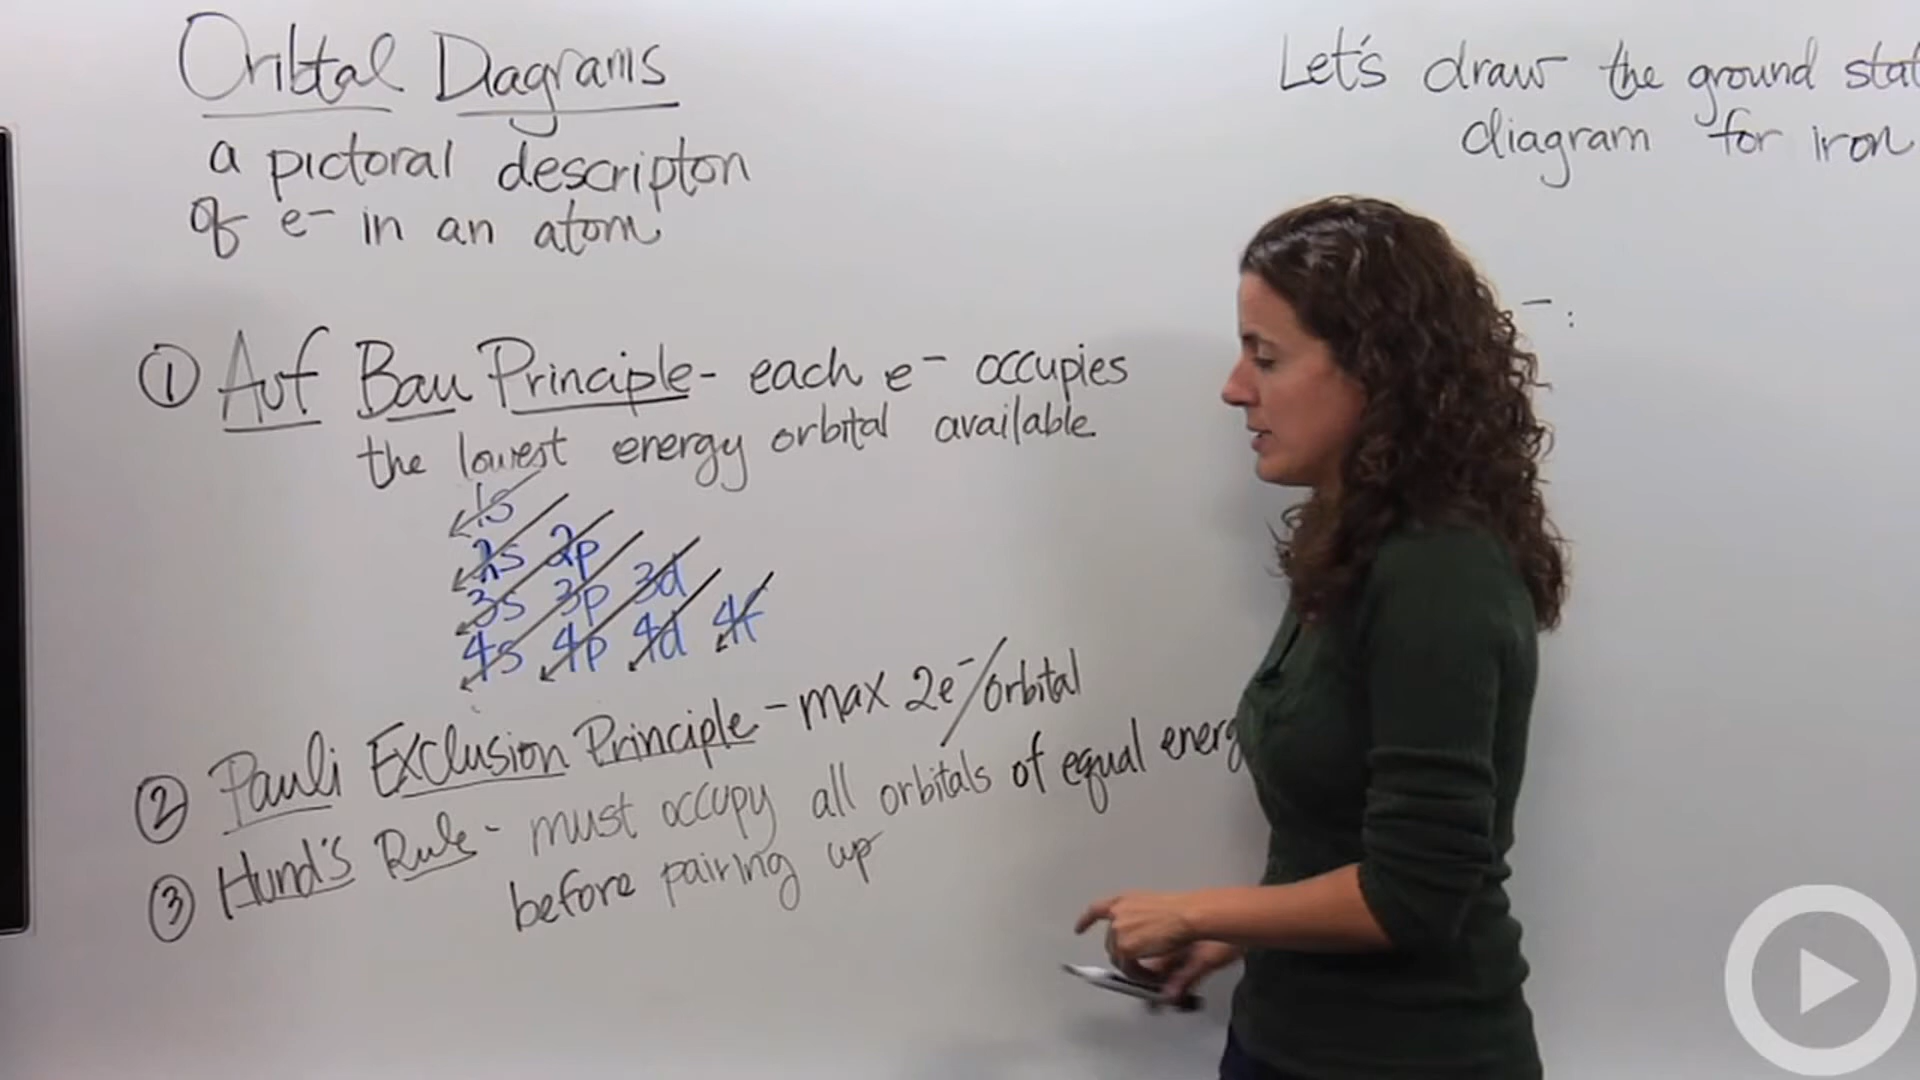 Oribtal Diagrams
a pictoral descripton
of e- in an atom
① Auf Bau Principle - each e- occupies
the lowest energy orbital available
1s
2s 2p
3s 3p 3d
4s 4p 4d 4f
② Pauli Exclusion Principle - max 2e-/orbital
③ Hund's Rule - must occupy all orbitals of equal energ
before pairing up
Let's draw the ground stat
diagram for iron